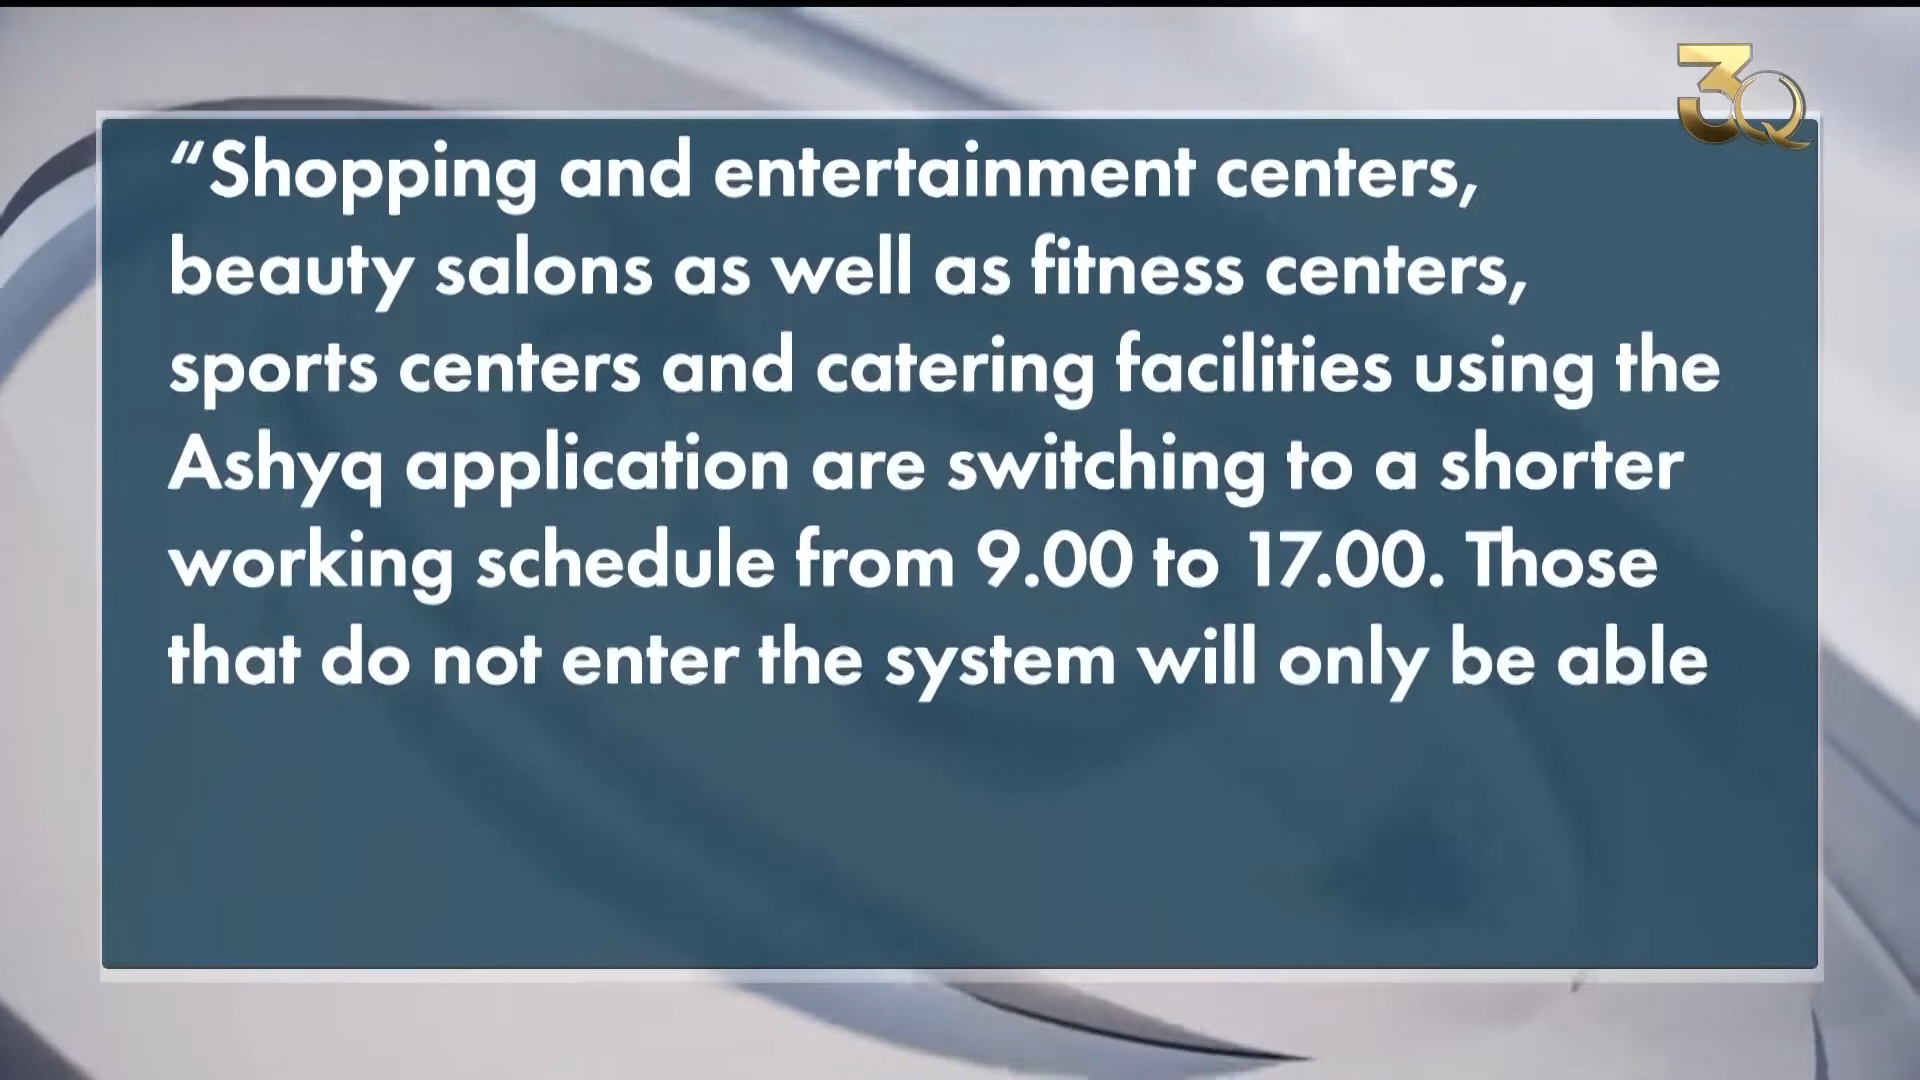 3Q
“Shopping and entertainment centers,
beauty salons as well as fitness centers,
sports centers and catering facilities using the
Ashyq application are switching to a shorter
working schedule from 9.00 to 17.00. Those
that do not enter the system will only be able